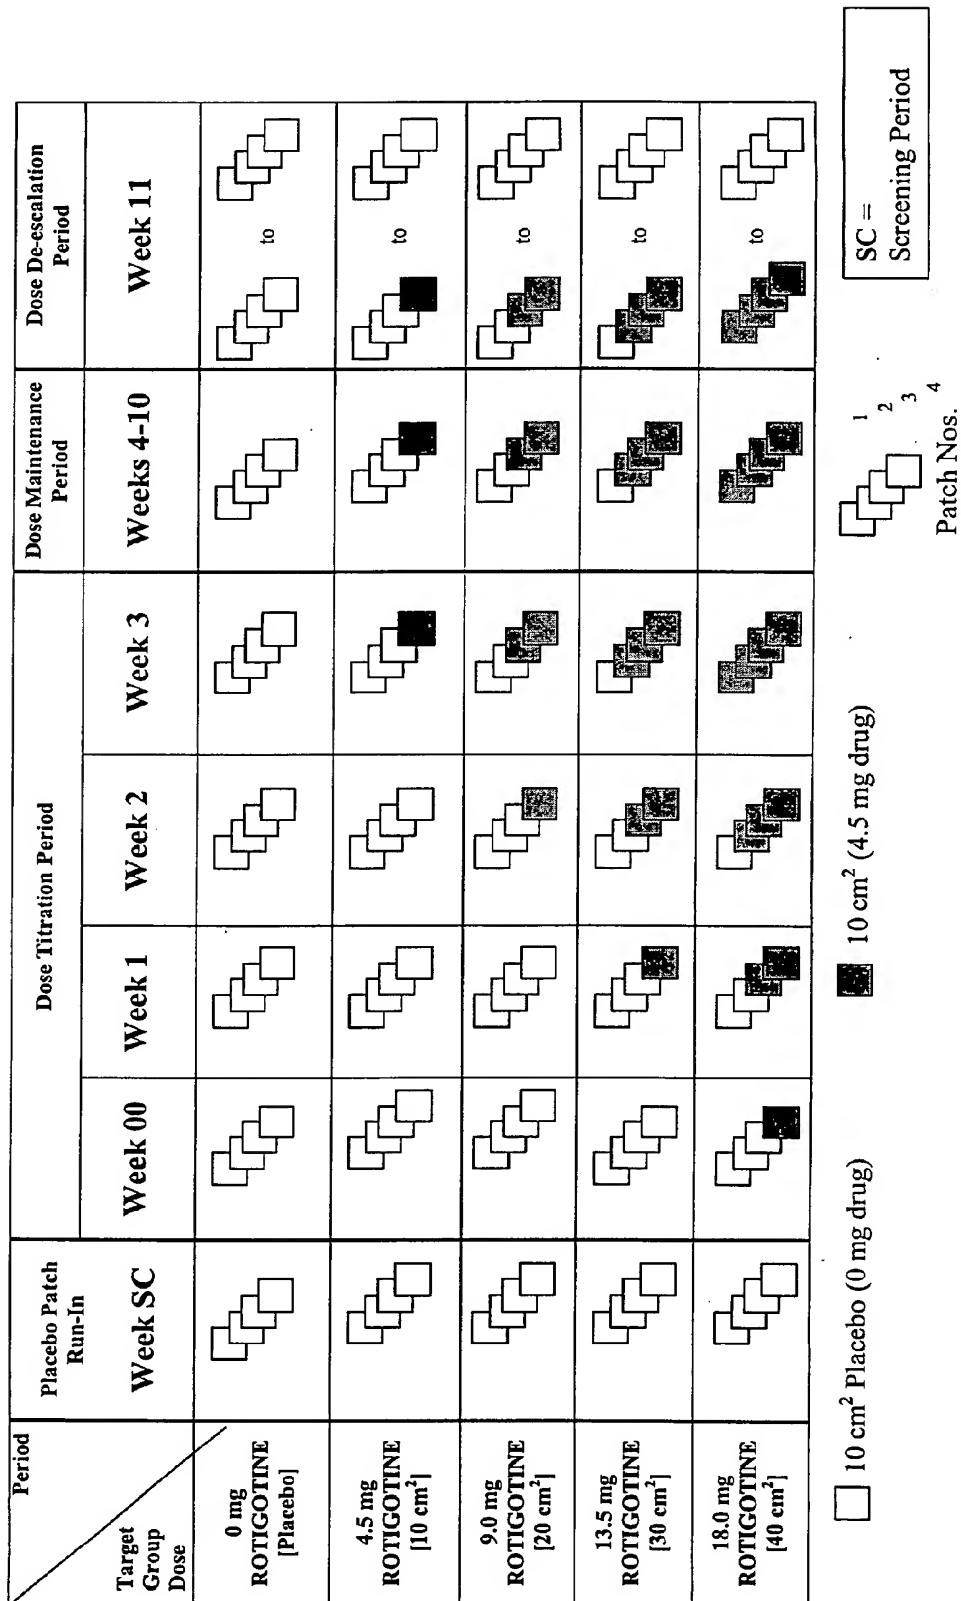 Period
Target
Group
Dose
Placebo Patch
Run-In
Week SC
Dose Titration Period
Week 00
Week 1
Week 2
Week 3
Dose Maintenance
Period
Weeks 4-10
Dose De-escalation
Period
Week 11
0 mg
ROTIGOTINE
[Placebo]
to
4.5 mg
ROTIGOTINE
[10 cm²]
to
9.0 mg
ROTIGOTINE
[20 cm²]
to
13.5 mg
ROTIGOTINE
[30 cm²]
to
18.0 mg
ROTIGOTINE
[40 cm²]
to
10 cm² Placebo (0 mg drug)
10 cm² (4.5 mg drug)
1
2
3
4
Patch Nos.
SC =
Screening Period